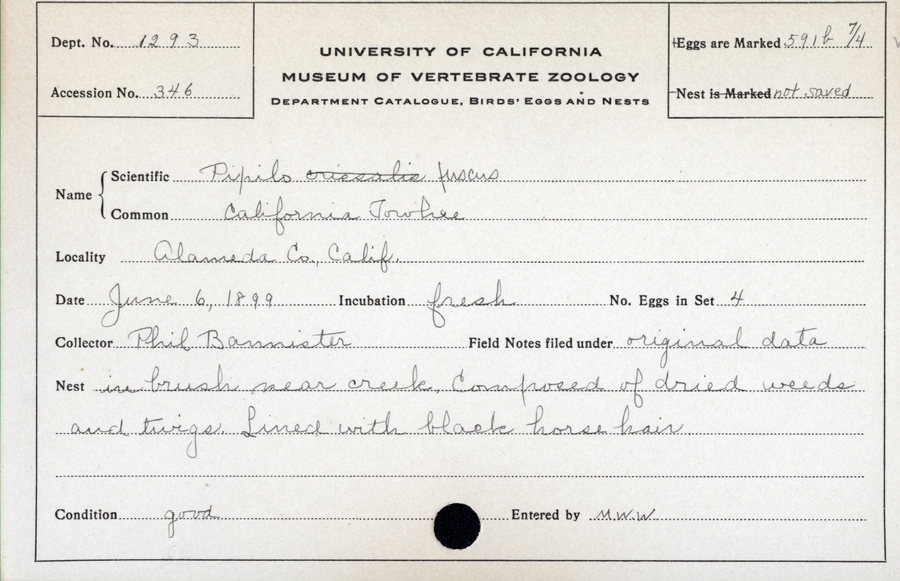 Dept. No. 1293
UNIVERSITY OF CALIFORNIA
MUSEUM OF VERTEBRATE ZOOLOGY
DEPARTMENT CATALOGUE, BIRDS' EGGS AND NESTS
Eggs are Marked 591b 7/4
Accession No. 346
Nest is Marked not saved
Name
Scientific Pipilo crissalis fuscus
Common California Towhee
Locality Alameda Co., Calif.
Date June 6, 1899 Incubation fresh No. Eggs in Set 4
Collector Phil Bannister Field Notes filed under original data
Nest in brush near creek. Composed of dried weeds
and twigs. Lined with black horse hair
Condition good Entered by M.W.W